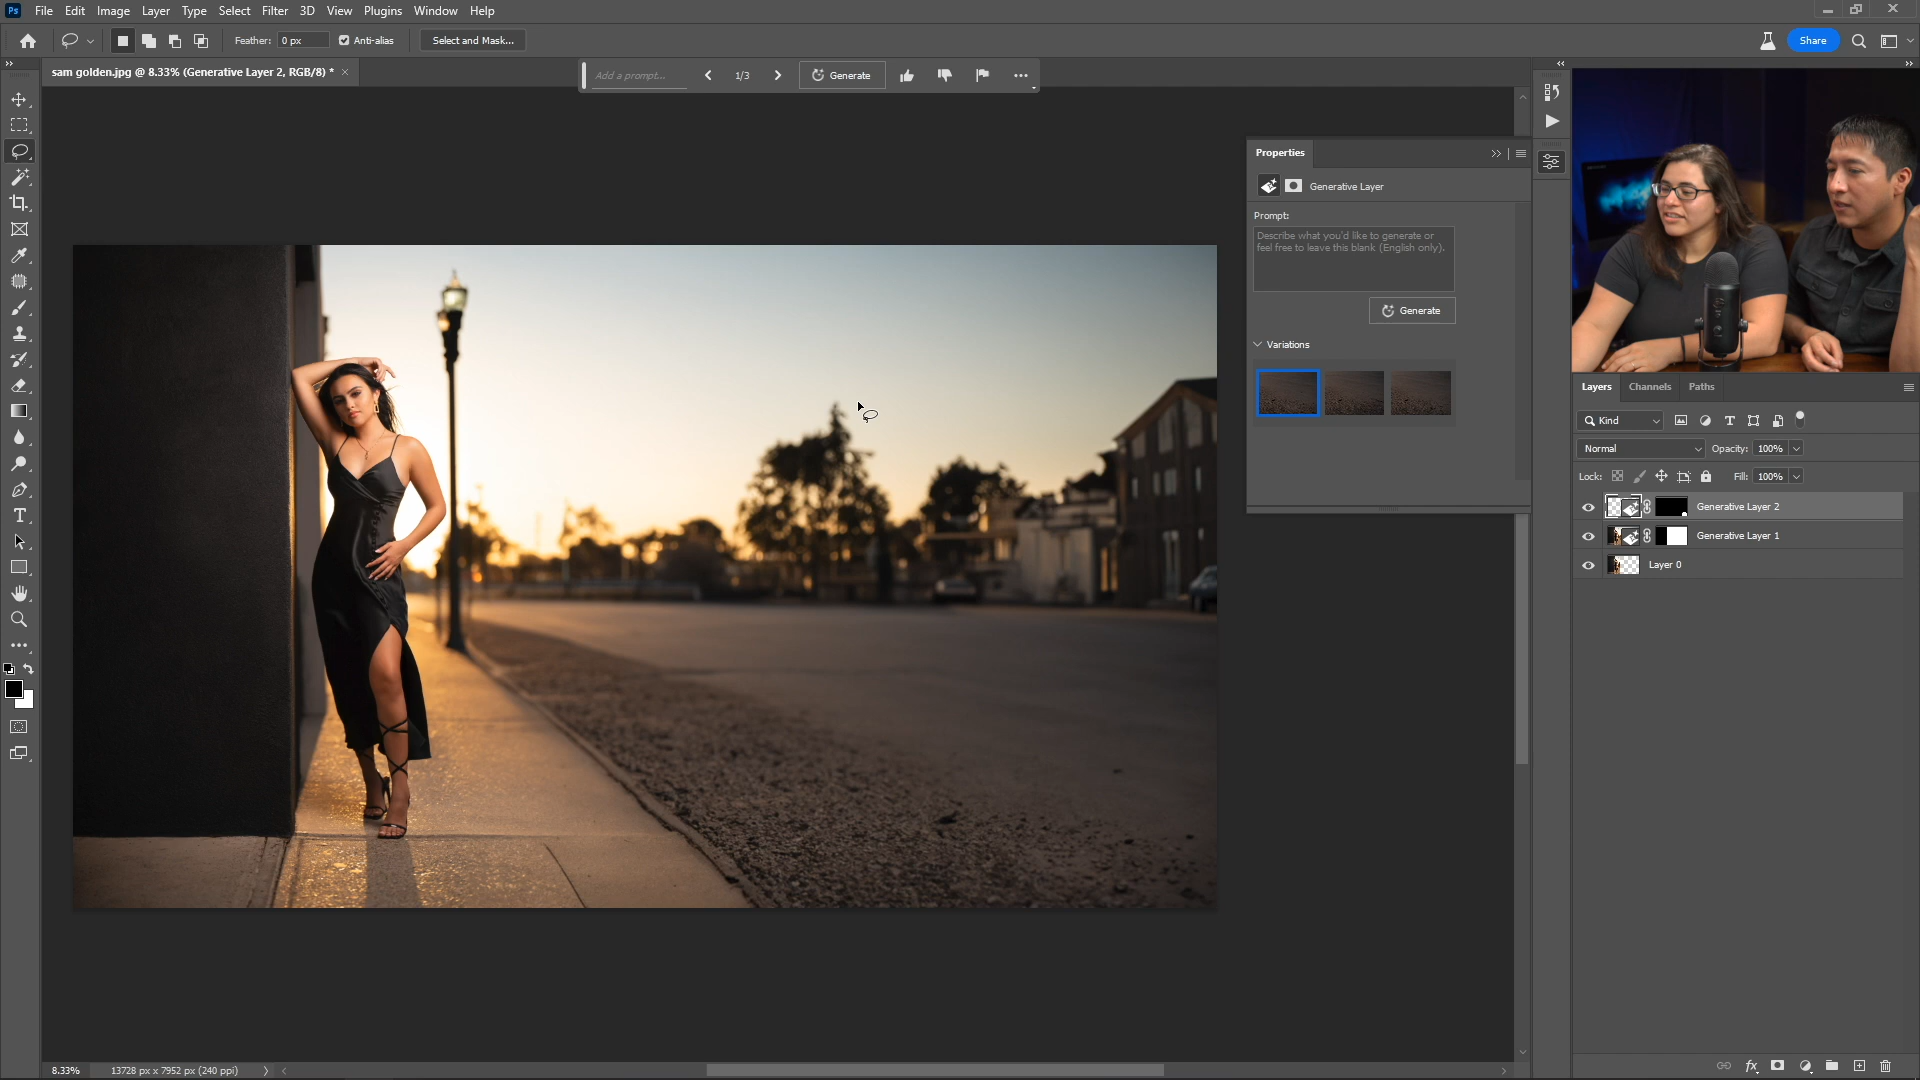 Ps File Edit Image Layer Type Select Filter 3D View Plugins Window Help
Feather: 0 px Anti-alias Select and Mask... Share
sam golden.jpg @ 8.33% (Generative Layer 2, RGB/8) * ×
Add a prompt... 1/3 Generate
Properties
Generative Layer
Prompt:
Describe what you'd like to generate or
feel free to leave this blank (English only).
Generate
Variations
Layers Channels Paths
Kind
Normal Opacity: 100%
Lock: Fill: 100%
Generative Layer 2
Generative Layer 1
Layer 0
fx
8.33% 13728 px x 7952 px (240 ppi)